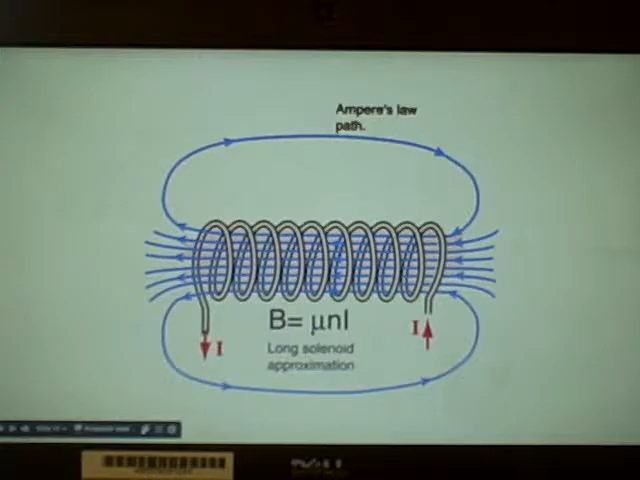 Ampere's law
path.
B= μnI
I
I
Long solenoid
approximation